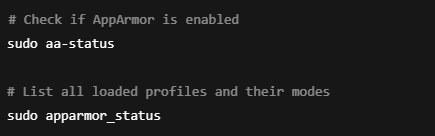 # Check if AppArmor is enabled
sudo aa-status
# List all loaded profiles and their modes
sudo apparmor_status